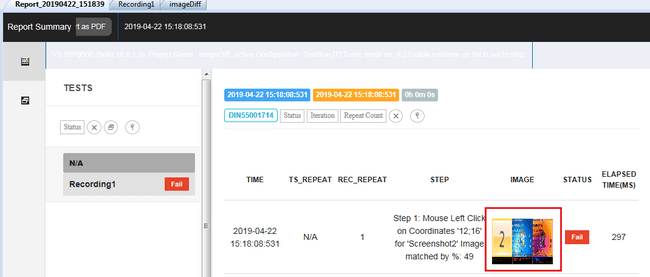 Report_20190422_151839
Recording1
imageDiff
Report Summary
rt as PDF
2019-04-22 15:18:08:531
TESTS
Status
N/A
Recording1
Fail
2019-04-22 15:18:08:531
2019-04-22 15:18:08:531
0h 0m 0s
DIN55001714
Status
Iteration
Repeat Count
TIME
TS_REPEAT
REC_REPEAT
STEP
IMAGE
STATUS
ELAPSED
TIME(MS)
2019-04-22
15:18:08:531
N/A
1
Step 1: Mouse Left Click
on Coordinates '12;16'
for 'Screenshot2' Image
matched by %: 49
2
Fail
297